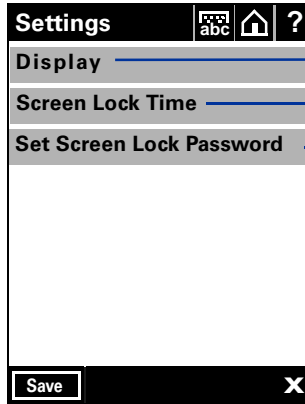 Settings abc ?
Display
Screen Lock Time
Set Screen Lock Password
Save X